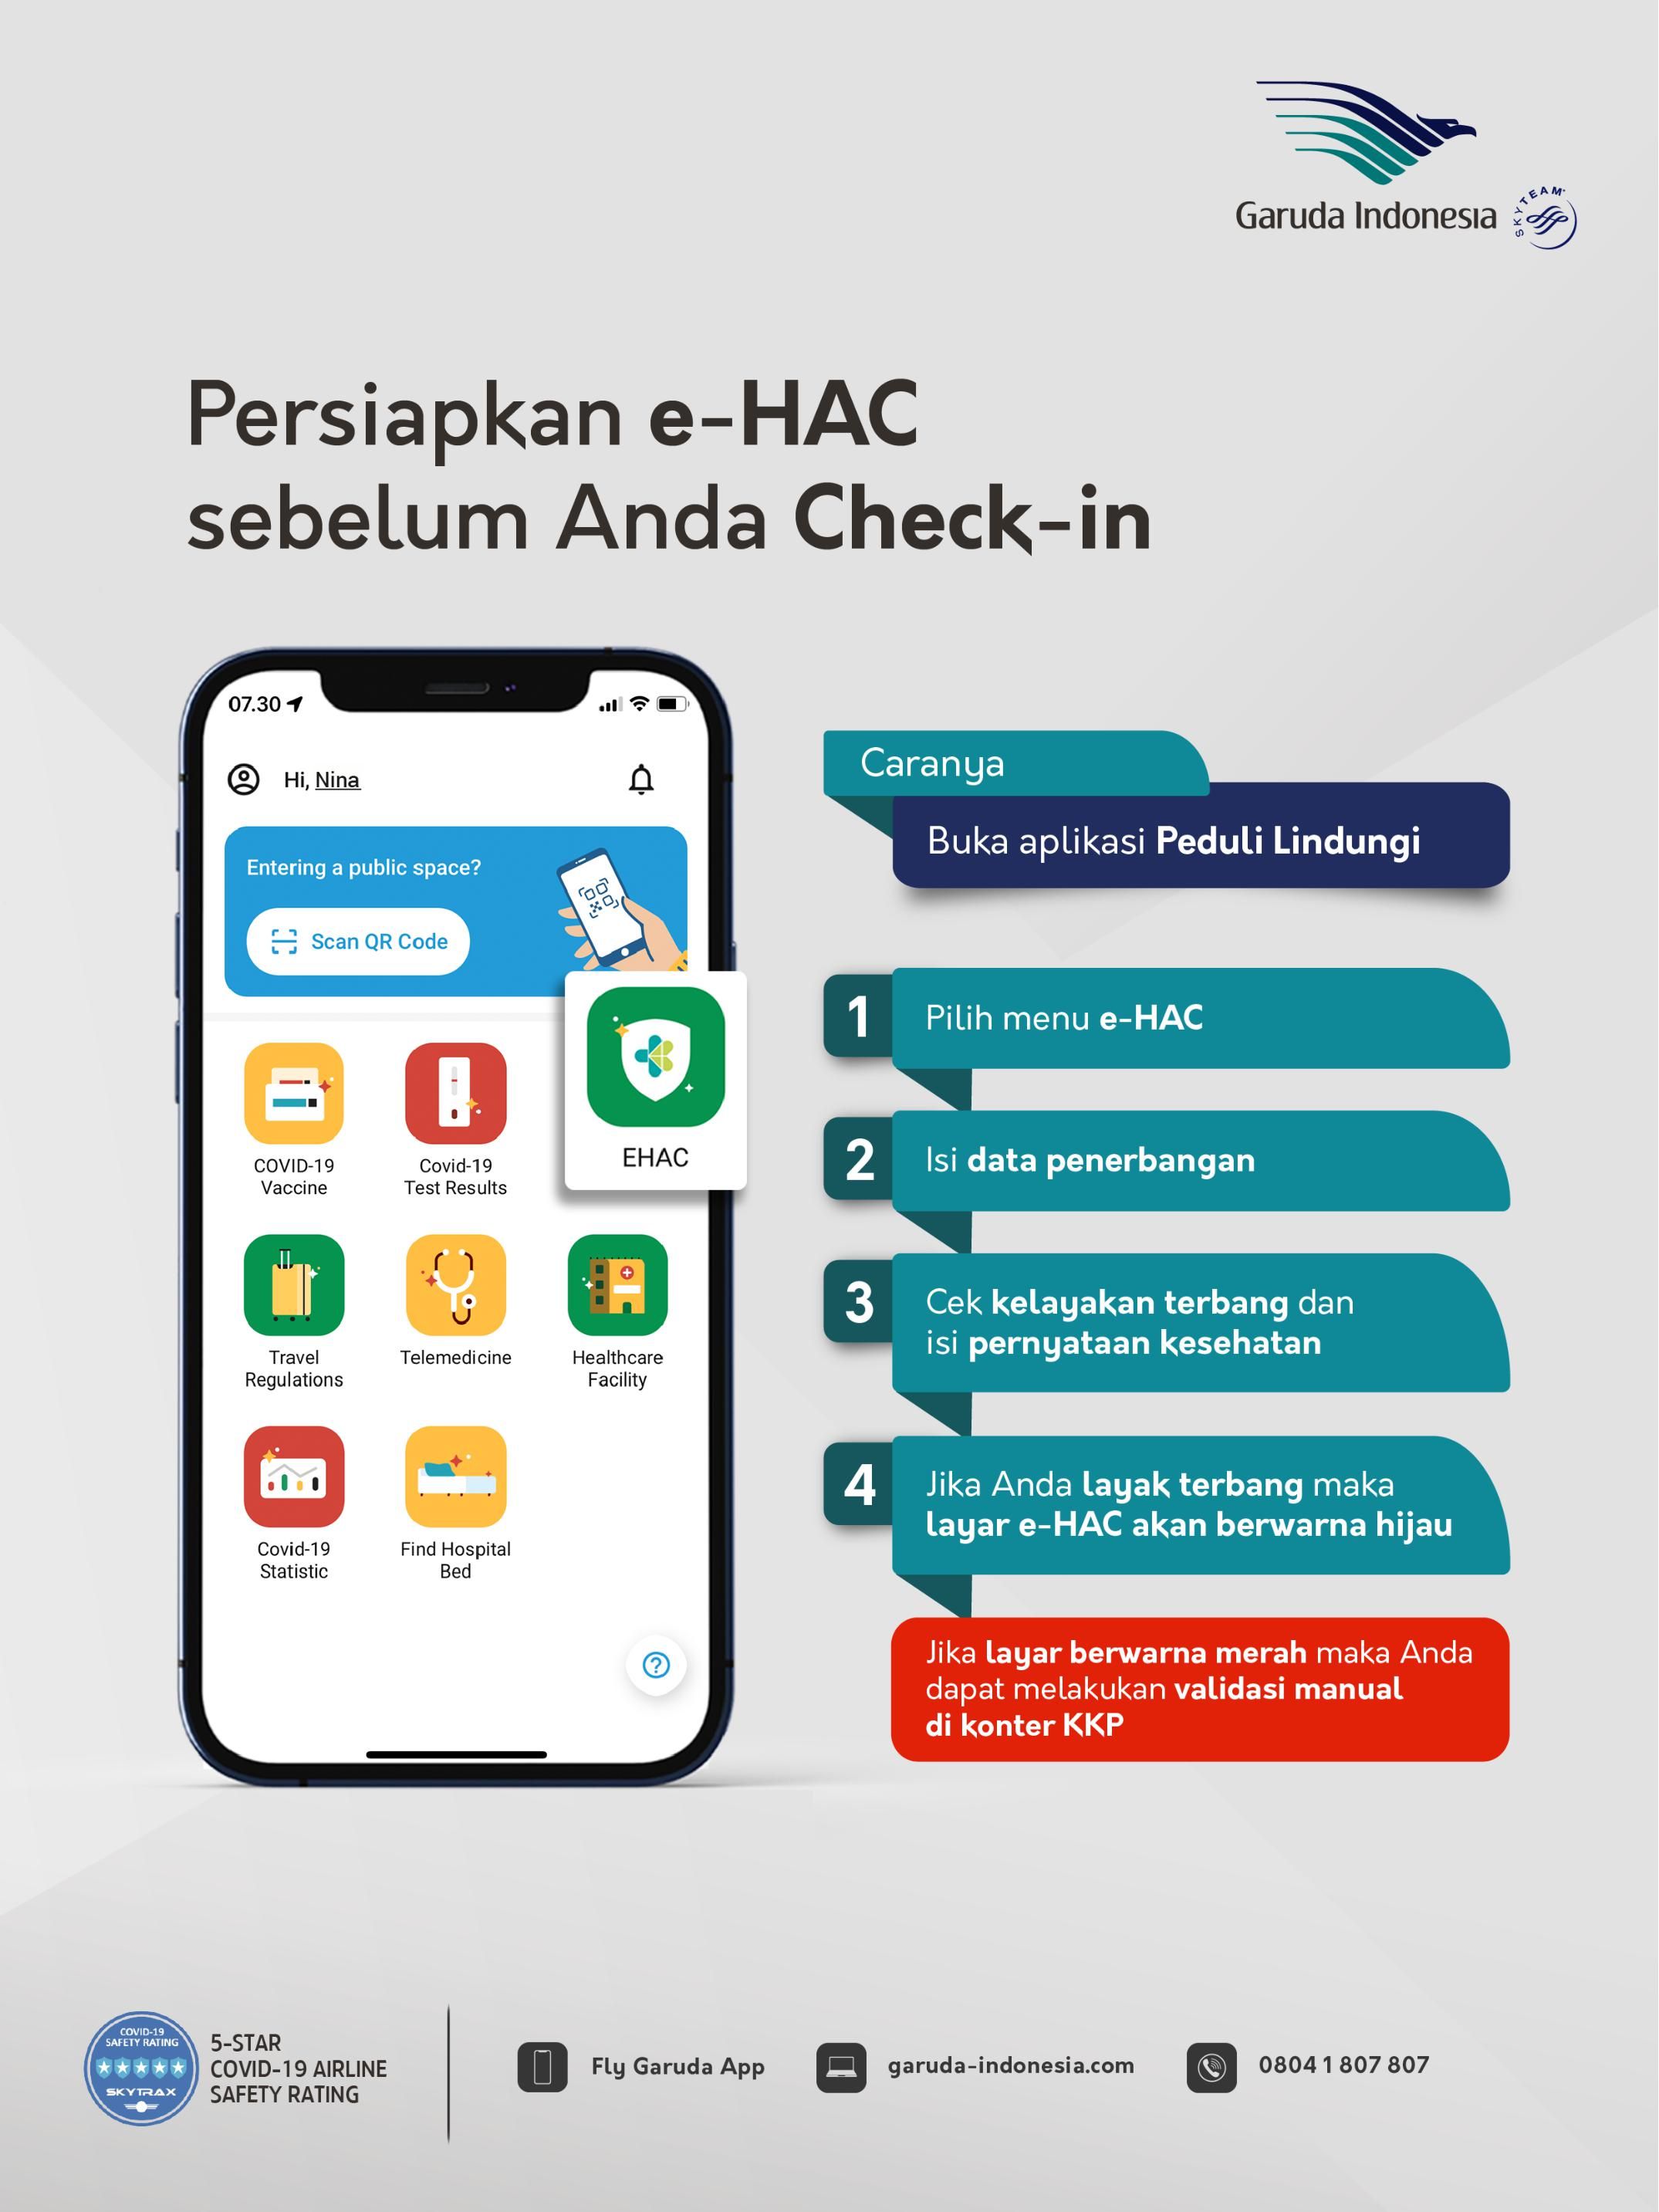 Garuda Indonesia
SKYTEAM
Persiapkan e-HAC
sebelum Anda Check-in
07.30
Hi, Nina
Entering a public space?
Scan QR Code
EHAC
COVID-19
Vaccine
Covid-19
Test Results
Travel
Regulations
Telemedicine
Healthcare
Facility
Covid-19
Statistic
Find Hospital
Bed
Caranya
Buka aplikasi Peduli Lindungi
1
Pilih menu e-HAC
2
Isi data penerbangan
3
Cek kelayakan terbang dan
isi pernyataan kesehatan
4
Jika Anda layak terbang maka
layar e-HAC akan berwarna hijau
Jika layar berwarna merah maka Anda
dapat melakukan validasi manual
di konter KKP
COVID-19
SAFETY RATING
SKYTRAX
5-STAR
COVID-19 AIRLINE
SAFETY RATING
Fly Garuda App
garuda-indonesia.com
0804 1 807 807